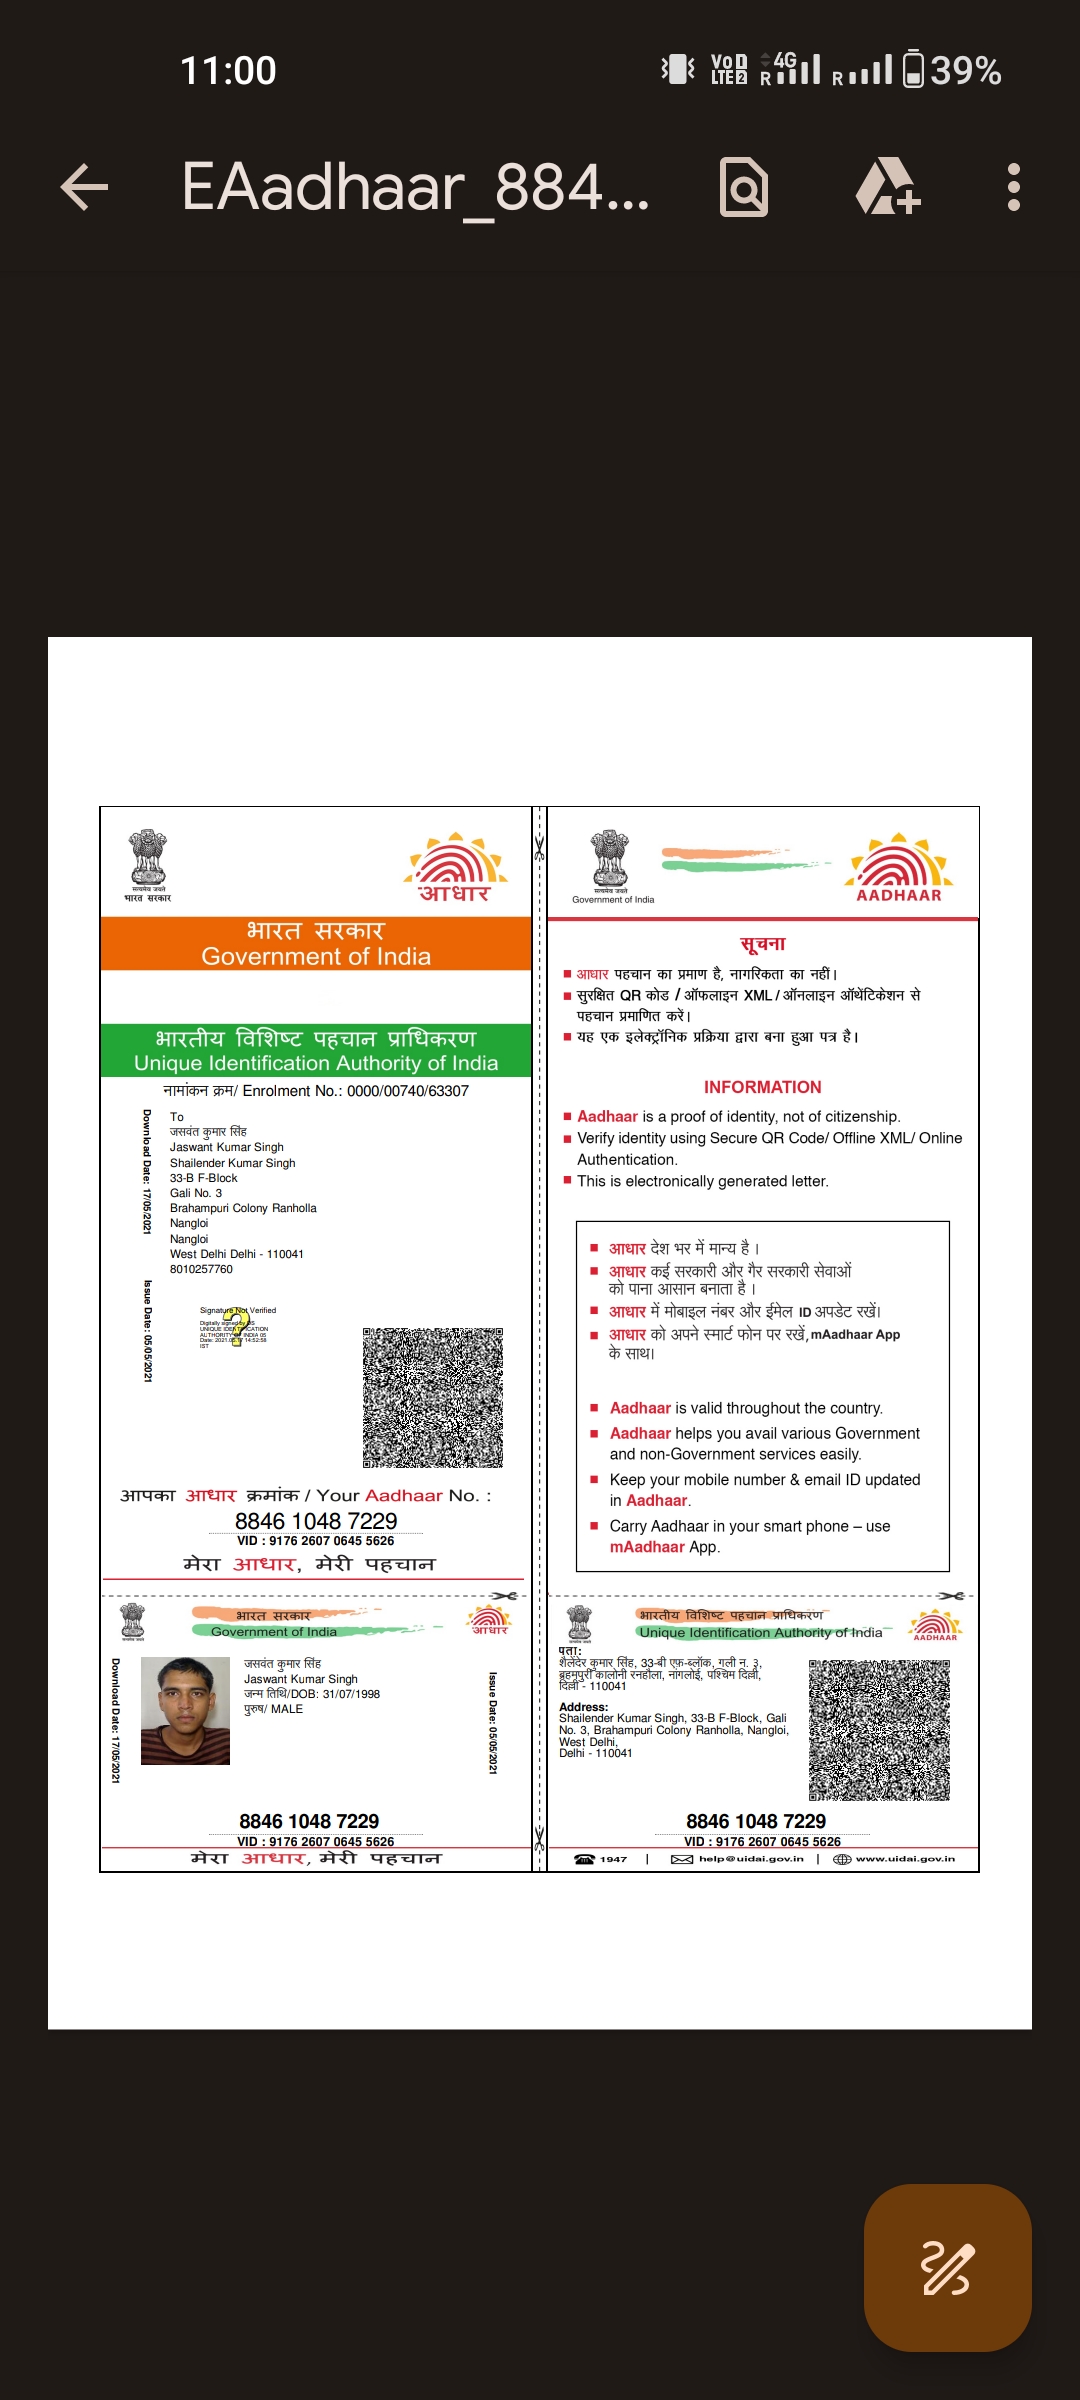 11:00
VoD LTE2 4G R R 39%
EAadhaar_884...
सत्यमेव जयते
भारत सरकार
आधार
भारत सरकार
Government of India
भारतीय विशिष्ट पहचान प्राधिकरण
Unique Identification Authority of India
नामांकन क्रम/ Enrolment No.: 0000/00740/63307
Download Date: 17/05/2021
To
जसवंत कुमार सिंह
Jaswant Kumar Singh
Shailender Kumar Singh
33-B F-Block
Gali No. 3
Brahampuri Colony Ranholla
Nangloi
Nangloi
West Delhi Delhi - 110041
8010257760
Issue Date: 05/05/2021
Signature Not Verified
Digitally signed by DS
UNIQUE IDENTIFICATION
AUTHORITY OF INDIA 05
14:52:58
IST
आपका आधार क्रमांक / Your Aadhaar No. :
8846 1048 7229
VID : 9176 2607 0645 5626
मेरा आधार, मेरी पहचान
भारत सरकार
Government of India
आधार
Download Date: 17/05/2021
जसवंत कुमार सिंह
Jaswant Kumar Singh
जन्म तिथि/DOB: 31/07/1998
पुरुष/ MALE
Issue Date: 05/05/2021
8846 1048 7229
VID : 9176 2607 0645 5626
मेरा आधार, मेरी पहचान
सत्यमेव जयते
Government of India
AADHAAR
सूचना
आधार पहचान का प्रमाण है, नागरिकता का नहीं।
सुरक्षित QR कोड / ऑफलाइन XML / ऑनलाइन ऑथेंटिकेशन से
पहचान प्रमाणित करें।
यह एक इलेक्ट्रॉनिक प्रक्रिया द्वारा बना हुआ पत्र है।
INFORMATION
Aadhaar is a proof of identity, not of citizenship.
Verify identity using Secure QR Code/ Offline XML/ Online
Authentication.
This is electronically generated letter.
आधार देश भर में मान्य है ।
आधार कई सरकारी और गैर सरकारी सेवाओं
को पाना आसान बनाता है ।
आधार में मोबाइल नंबर और ईमेल ID अपडेट रखें।
आधार को अपने स्मार्ट फोन पर रखें, mAadhaar App
के साथ।
Aadhaar is valid throughout the country.
Aadhaar helps you avail various Government
and non-Government services easily.
Keep your mobile number & email ID updated
in Aadhaar.
Carry Aadhaar in your smart phone – use
mAadhaar App.
भारतीय विशिष्ट पहचान प्राधिकरण
Unique Identification Authority of India
AADHAAR
पता:
शैलेंदेर कुमार सिंह, 33-बी एफ-ब्लॉक, गली न. ३,
ब्रहमपुरी कालोनी रनहौला, नांगलोई, पश्चिम दिल्ली,
दिल्ली - 110041
Address:
Shailender Kumar Singh, 33-B F-Block, Gali
No. 3, Brahampuri Colony Ranholla, Nangloi,
West Delhi,
Delhi - 110041
8846 1048 7229
VID : 9176 2607 0645 5626
1947 | help@uidai.gov.in | www.uidai.gov.in